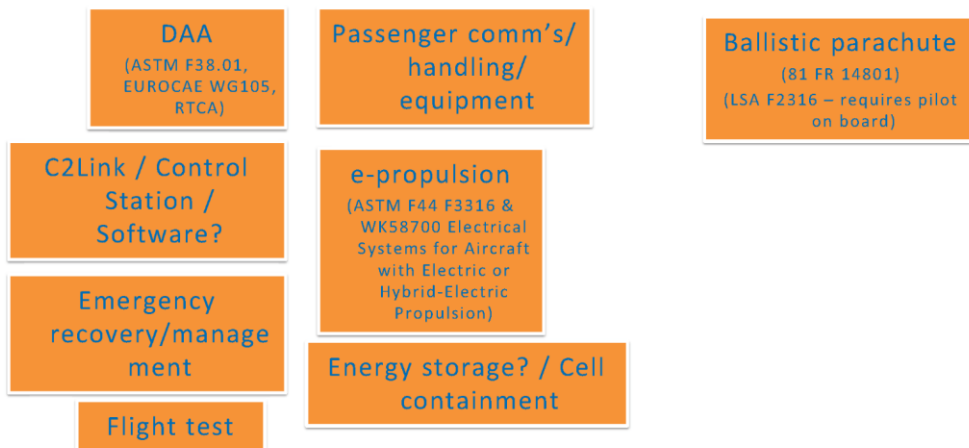 DAA
(ASTM F38.01,
EUROCAE WG105,
RTCA)
Passenger comm's/
handling/
equipment
Ballistic parachute
(81 FR 14801)
(LSA F2316 – requires pilot
on board)
C2Link / Control
Station /
Software?
e-propulsion
(ASTM F44 F3316 &
WK58700 Electrical
Systems for Aircraft
with Electric or
Hybrid-Electric
Propulsion)
Emergency
recovery/manage
ment
Energy storage? / Cell
containment
Flight test